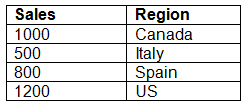 Sales Region
1000 Canada
500 Italy
800 Spain
1200 US